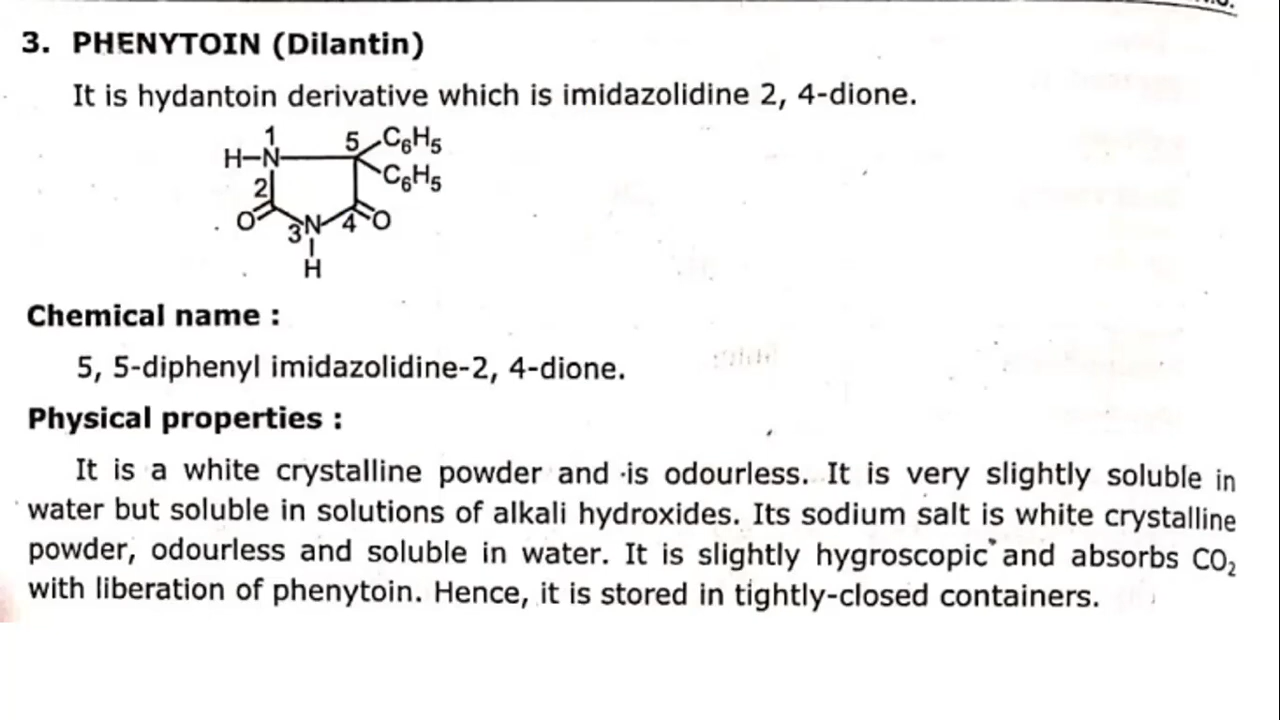 3. PHENYTOIN (Dilantin)
It is hydantoin derivative which is imidazolidine 2, 4-dione.
1
5 C6H5
H–N
C6H5
2
O 3N 4 O
H
Chemical name :
5, 5-diphenyl imidazolidine-2, 4-dione.
Physical properties :
It is a white crystalline powder and is odourless. It is very slightly soluble in
water but soluble in solutions of alkali hydroxides. Its sodium salt is white crystalline
powder, odourless and soluble in water. It is slightly hygroscopic and absorbs CO2
with liberation of phenytoin. Hence, it is stored in tightly-closed containers.